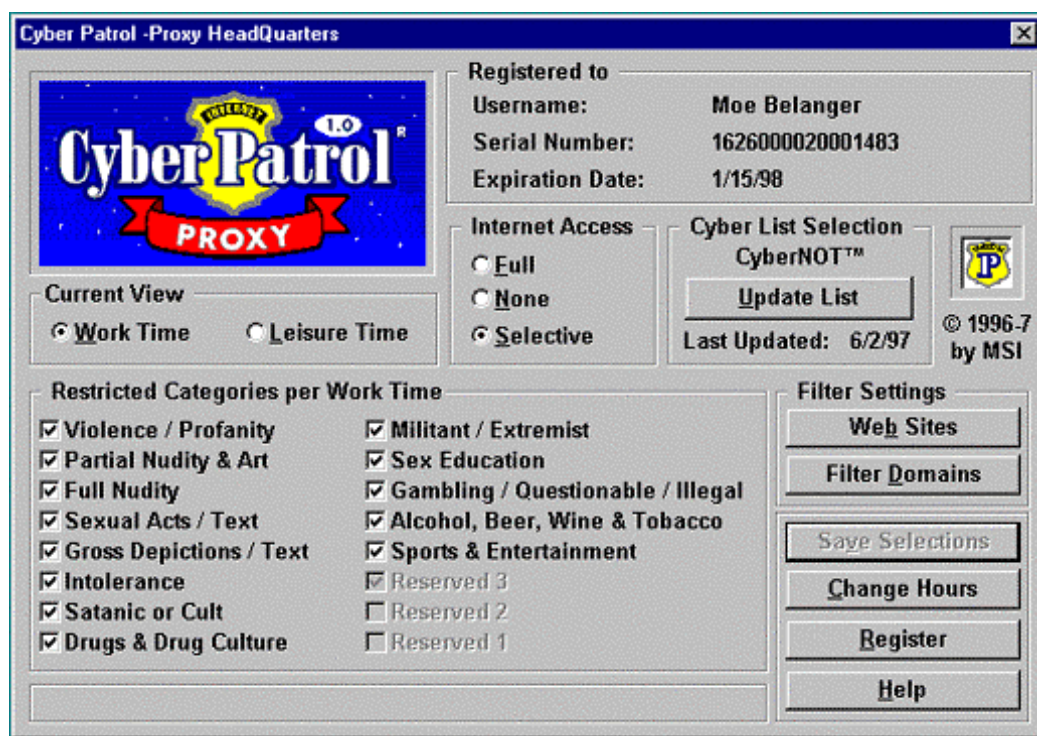 Cyber Patrol -Proxy HeadQuarters
INTERNET
CyberPatrol® 1.0
PROXY
Registered to
Username: Moe Belanger
Serial Number: 1626000020001483
Expiration Date: 1/15/98
Current View
Work Time Leisure Time
Internet Access
Full
None
Selective
Cyber List Selection
CyberNOT™
Update List
Last Updated: 6/2/97
P
© 1996-7
by MSI
Restricted Categories per Work Time
Violence / Profanity
Partial Nudity & Art
Full Nudity
Sexual Acts / Text
Gross Depictions / Text
Intolerance
Satanic or Cult
Drugs & Drug Culture
Militant / Extremist
Sex Education
Gambling / Questionable / Illegal
Alcohol, Beer, Wine & Tobacco
Sports & Entertainment
Reserved 3
Reserved 2
Reserved 1
Filter Settings
Web Sites
Filter Domains
Save Selections
Change Hours
Register
Help